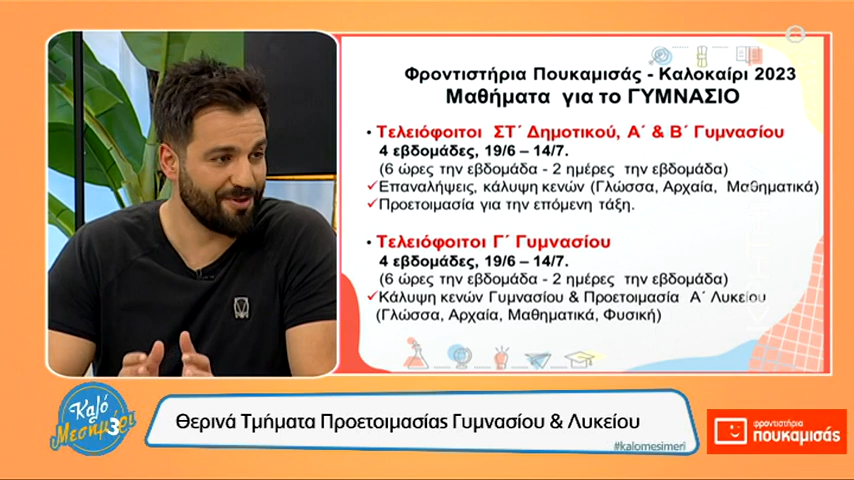 Φροντιστήρια Πουκαμισάς - Καλοκαίρι 2023
Μαθήματα για το ΓΥΜΝΑΣΙΟ
• Τελειόφοιτοι ΣΤ΄ Δημοτικού, Α΄ & Β΄ Γυμνασίου
4 εβδομάδες, 19/6 – 14/7.
(6 ώρες την εβδομάδα - 2 ημέρες την εβδομάδα)
✓Επαναλήψεις, κάλυψη κενών (Γλώσσα, Αρχαία, Μαθηματικά)
✓Προετοιμασία για την επόμενη τάξη.
• Τελειόφοιτοι Γ΄ Γυμνασίου
4 εβδομάδες, 19/6 – 14/7.
(6 ώρες την εβδομάδα - 2 ημέρες την εβδομάδα)
✓Κάλυψη κενών Γυμνασίου & Προετοιμασία Α΄ Λυκείου
(Γλώσσα, Αρχαία, Μαθηματικά, Φυσική)
Καλό
Μεσημέρι
3
Θερινά Τμήματα Προετοιμασίας Γυμνασίου & Λυκείου
#kalomesimeri
φροντιστήρια
πουκαμισάς